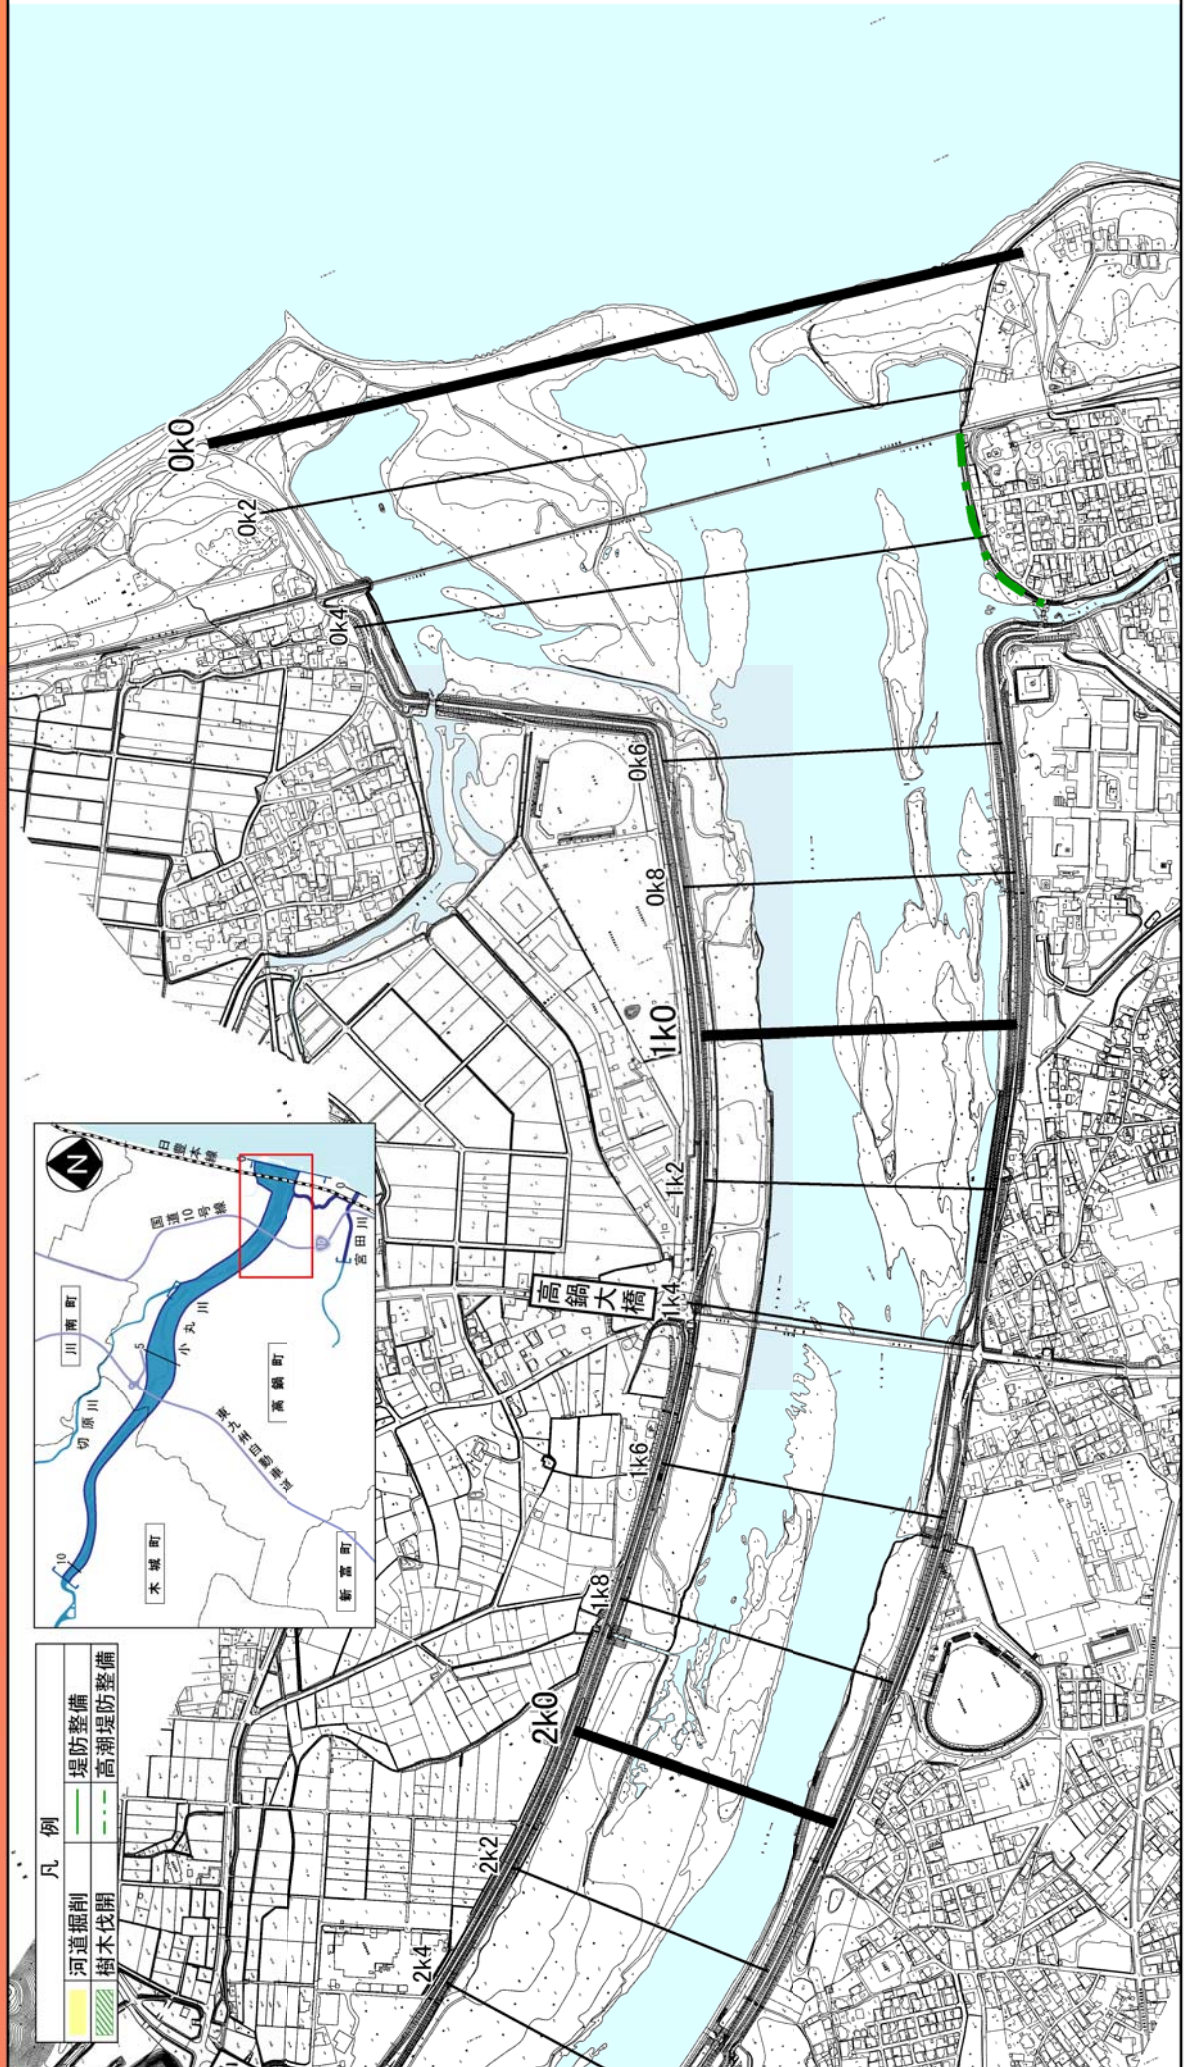 凡 例
河道掘削
堤防整備
樹木伐開
高潮堤防整備
N
日豊本線
国道10号線
川南町
切原川
小丸川
高鍋町
東九州自動車道
木城町
新富町
宮田川
0
5
10
10
0
0k0
0k2
0k4
0k6
0k8
1k0
1k2
高鍋大橋
1k4
1k6
1k8
2k0
2k2
2k4